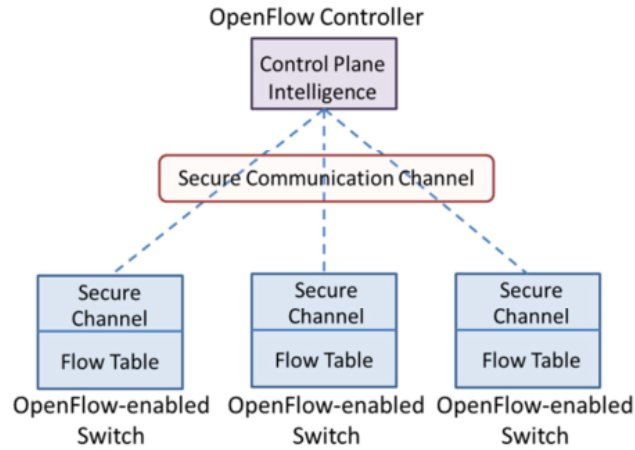 OpenFlow Controller
Control Plane
Intelligence
Secure Communication Channel
Secure
Channel
Flow Table
OpenFlow-enabled
Switch
Secure
Channel
Flow Table
OpenFlow-enabled
Switch
Secure
Channel
Flow Table
OpenFlow-enabled
Switch